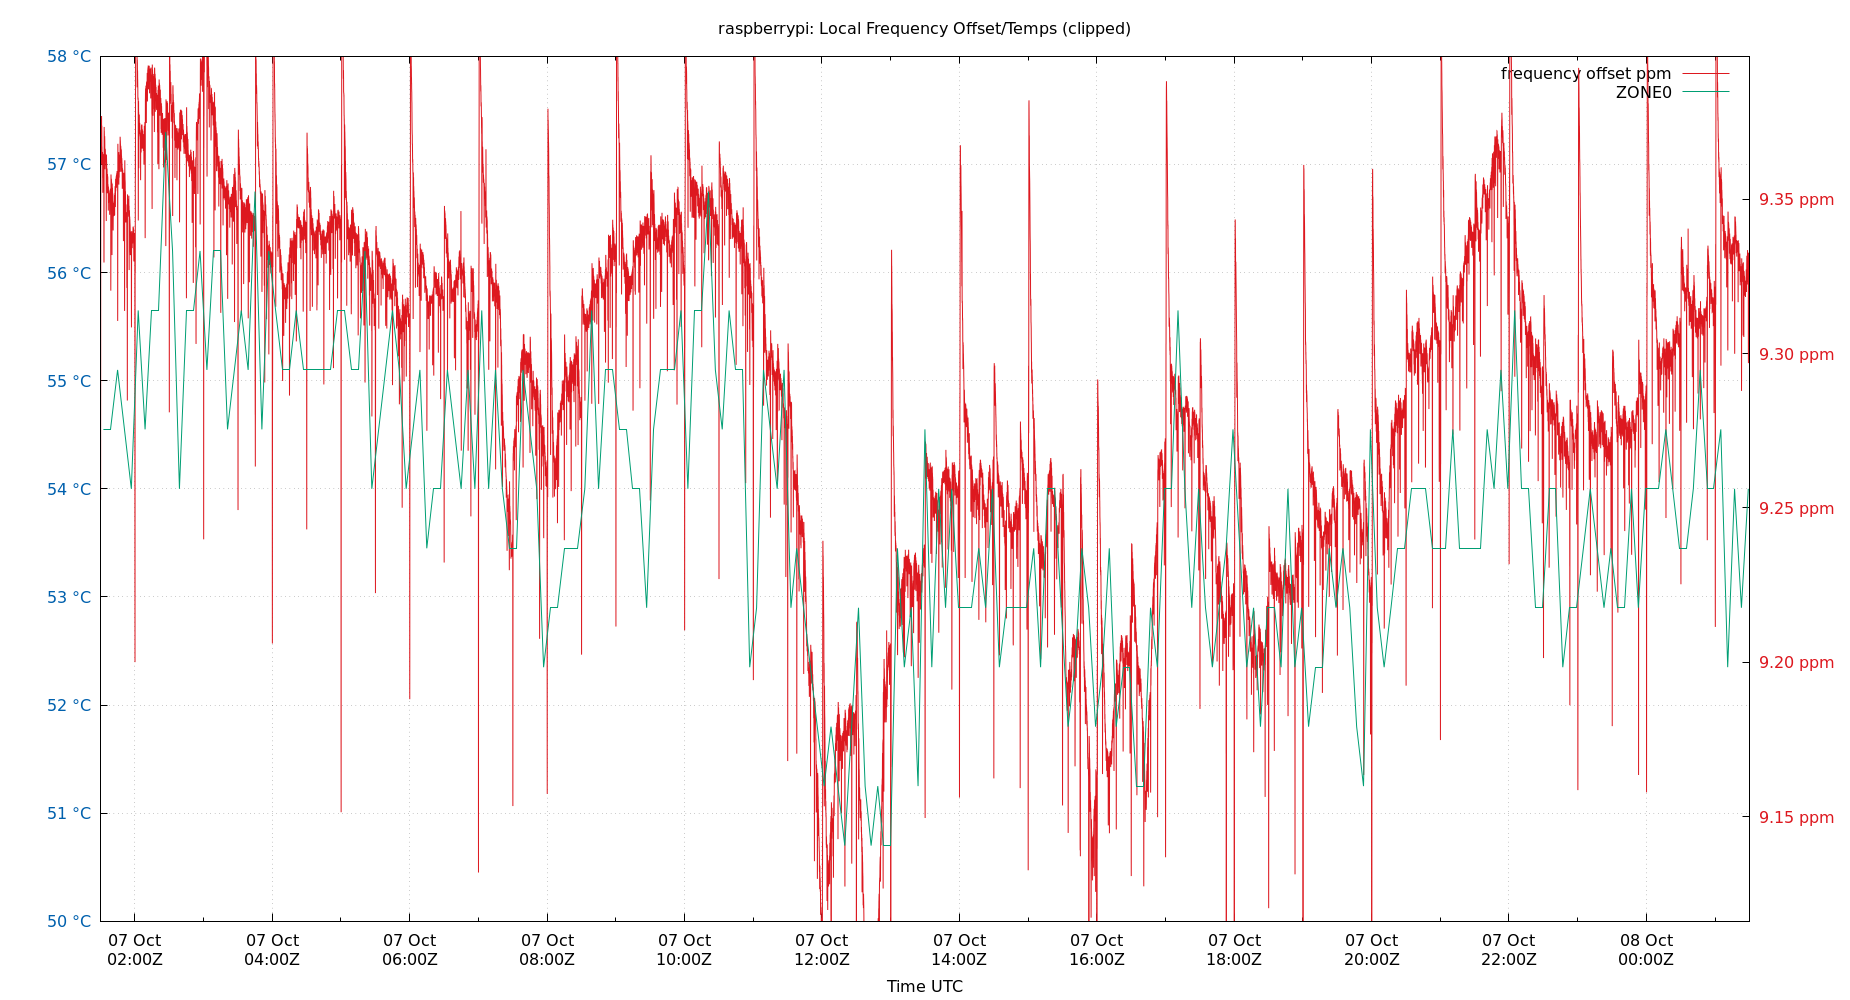 raspberrypi: Local Frequency Offset/Temps (clipped)
58 °C
57 °C
56 °C
55 °C
54 °C
53 °C
52 °C
51 °C
50 °C
frequency offset ppm
ZONE0
9.35 ppm
9.30 ppm
9.25 ppm
9.20 ppm
9.15 ppm
07 Oct 07 Oct 07 Oct 07 Oct 07 Oct 07 Oct 07 Oct 07 Oct 07 Oct 07 Oct 07 Oct 08 Oct
02:00Z 04:00Z 06:00Z 08:00Z 10:00Z 12:00Z 14:00Z 16:00Z 18:00Z 20:00Z 22:00Z 00:00Z
Time UTC